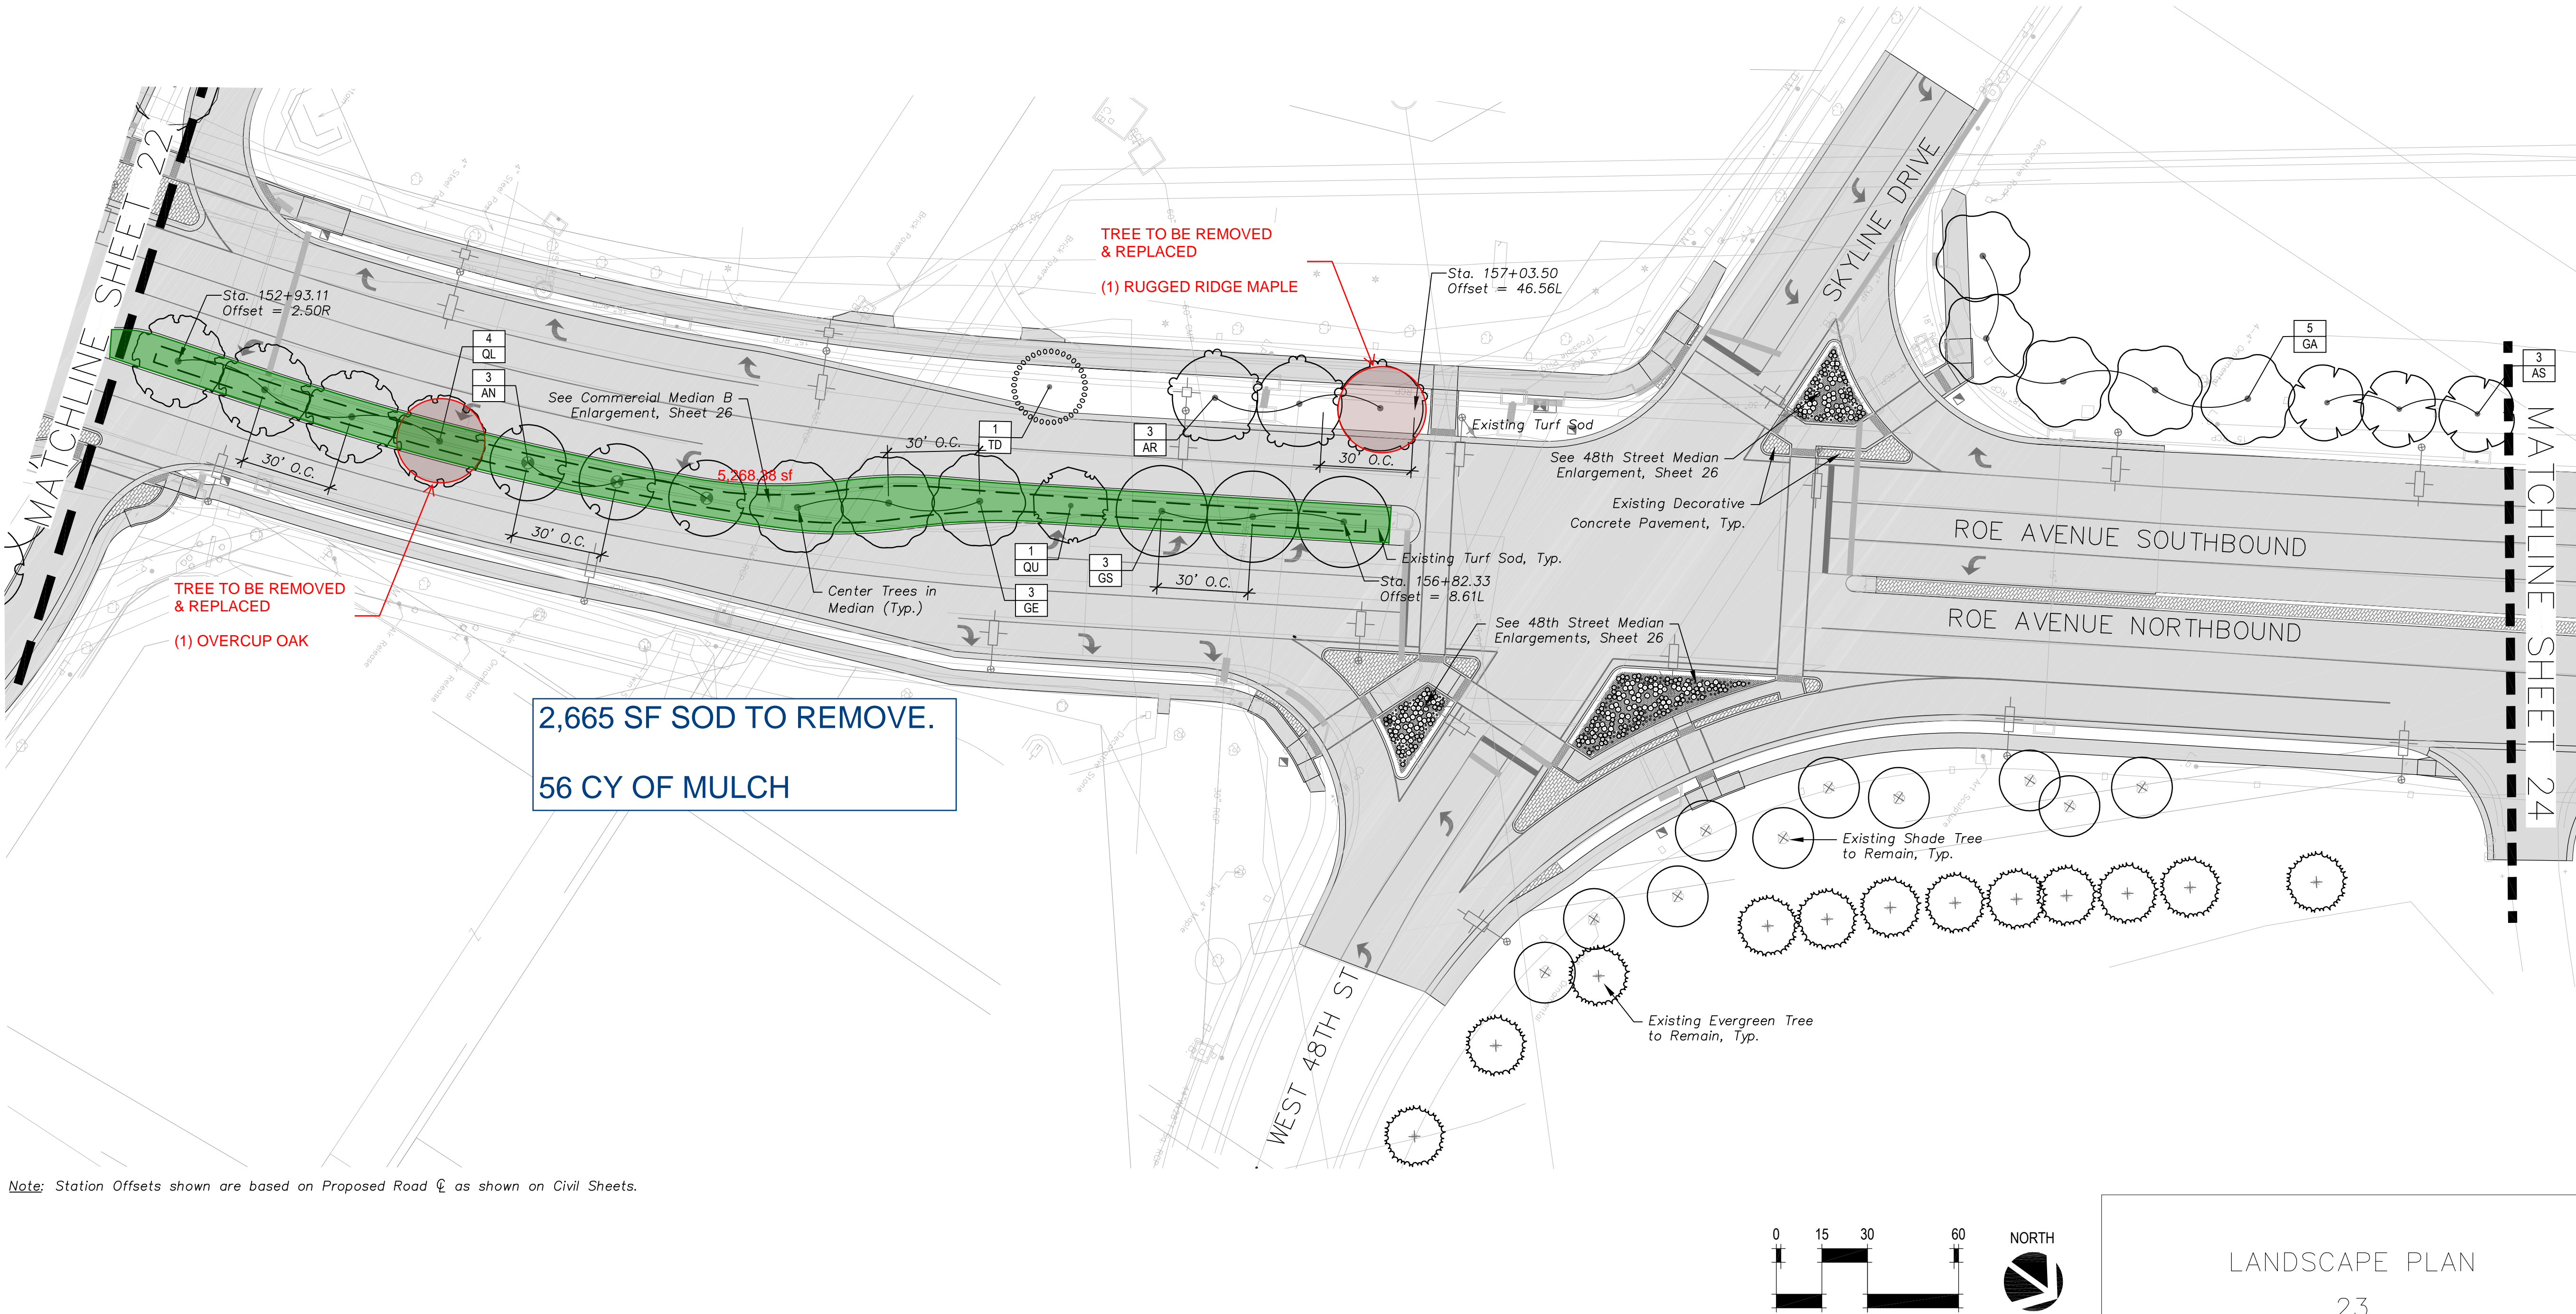 MATCHLINE SHEET 22
Sta. 152+93.11
Offset = 2.50R
4
QL
3
AN
See Commercial Median B
Enlargement, Sheet 26
30' O.C.
30' O.C.
5,268.38 sf
30' O.C.
1
TD
TREE TO BE REMOVED
& REPLACED
(1) RUGGED RIDGE MAPLE
Sta. 157+03.50
Offset = 46.56L
3
AR
30' O.C.
Existing Turf Sod
See 48th Street Median
Enlargement, Sheet 26
Existing Decorative
Concrete Pavement, Typ.
SKYLINE DRIVE
5
GA
3
AS
MATCHLINE SHEET 24
ROE AVENUE SOUTHBOUND
ROE AVENUE NORTHBOUND
TREE TO BE REMOVED
& REPLACED
(1) OVERCUP OAK
Center Trees in
Median (Typ.)
1
QU
3
GE
3
GS
30' O.C.
Existing Turf Sod, Typ.
Sta. 156+82.33
Offset = 8.61L
See 48th Street Median
Enlargements, Sheet 26
2,665 SF SOD TO REMOVE.
56 CY OF MULCH
Existing Shade Tree
to Remain, Typ.
Existing Evergreen Tree
to Remain, Typ.
WEST 48TH ST
Note: Station Offsets shown are based on Proposed Road ℄ as shown on Civil Sheets.
0 15 30 60
NORTH
LANDSCAPE PLAN
23